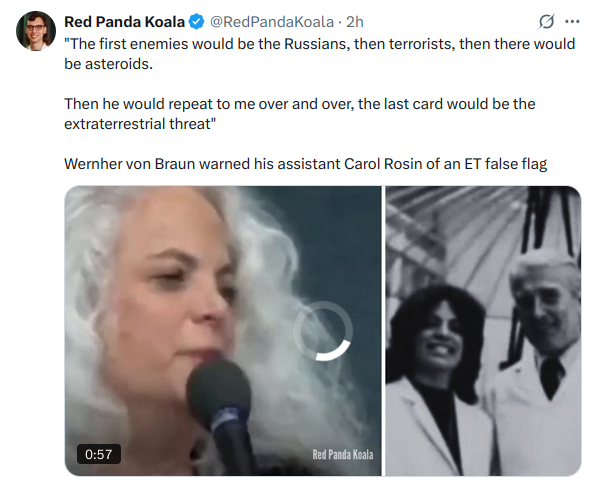 Red Panda Koala @RedPandaKoala · 2h
"The first enemies would be the Russians, then terrorists, then there would
be asteroids.
Then he would repeat to me over and over, the last card would be the
extraterrestrial threat"
Wernher von Braun warned his assistant Carol Rosin of an ET false flag
0:57
Red Panda Koala